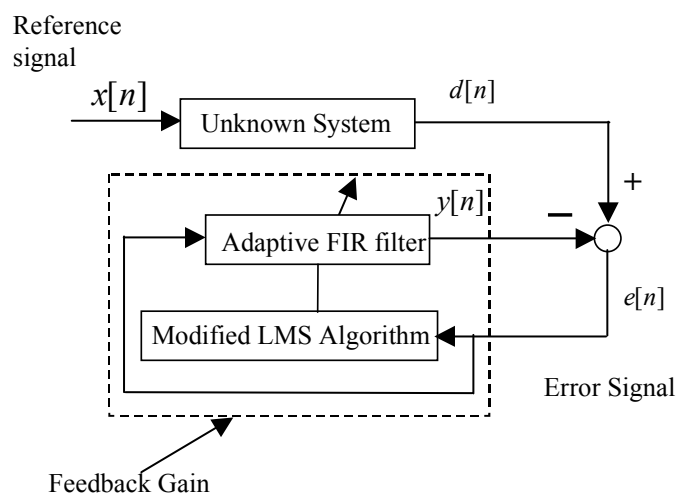 Reference
signal
x[n]
Unknown System
d[n]
+
y[n]
−
Adaptive FIR filter
e[n]
Modified LMS Algorithm
Error Signal
Feedback Gain